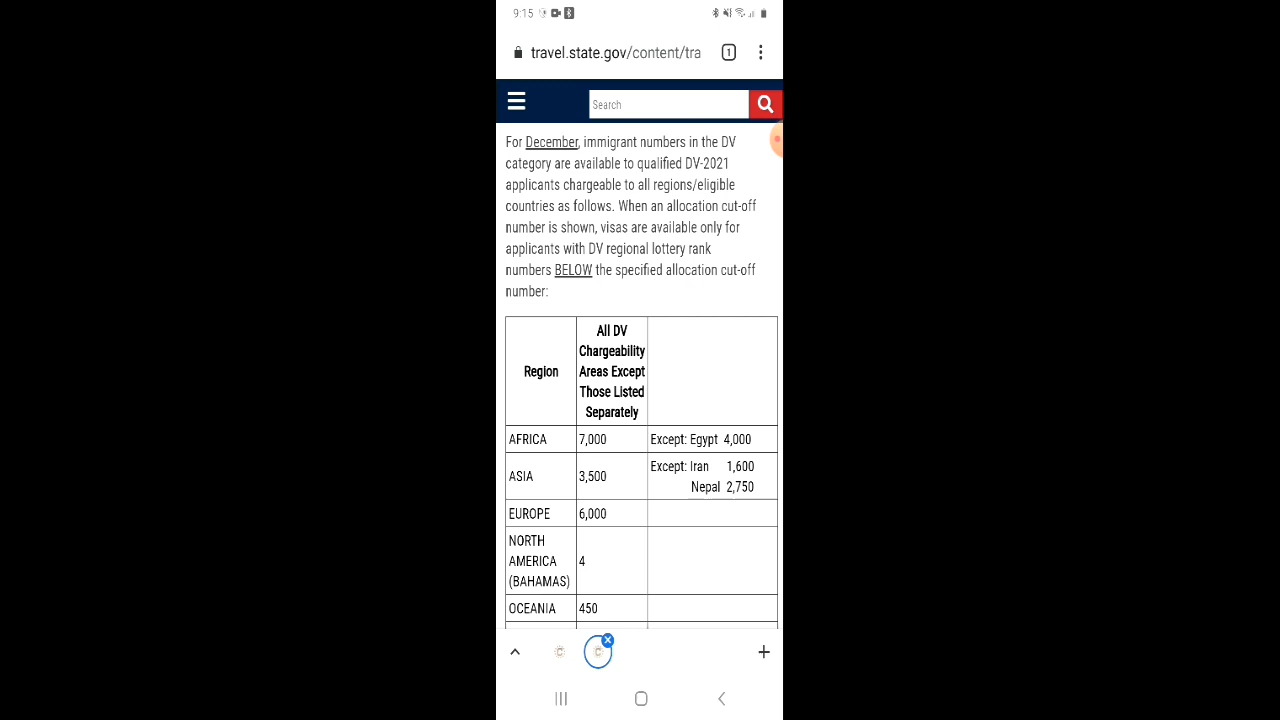 9:15
travel.state.gov/content/tra
1
Search
For December, immigrant numbers in the DV
category are available to qualified DV-2021
applicants chargeable to all regions/eligible
countries as follows. When an allocation cut-off
number is shown, visas are available only for
applicants with DV regional lottery rank
numbers BELOW the specified allocation cut-off
number:
Region
All DV
Chargeability
Areas Except
Those Listed
Separately
AFRICA 7,000 Except: Egypt 4,000
ASIA 3,500 Except: Iran 1,600
Nepal 2,750
EUROPE 6,000
NORTH
AMERICA 4
(BAHAMAS)
OCEANIA 450